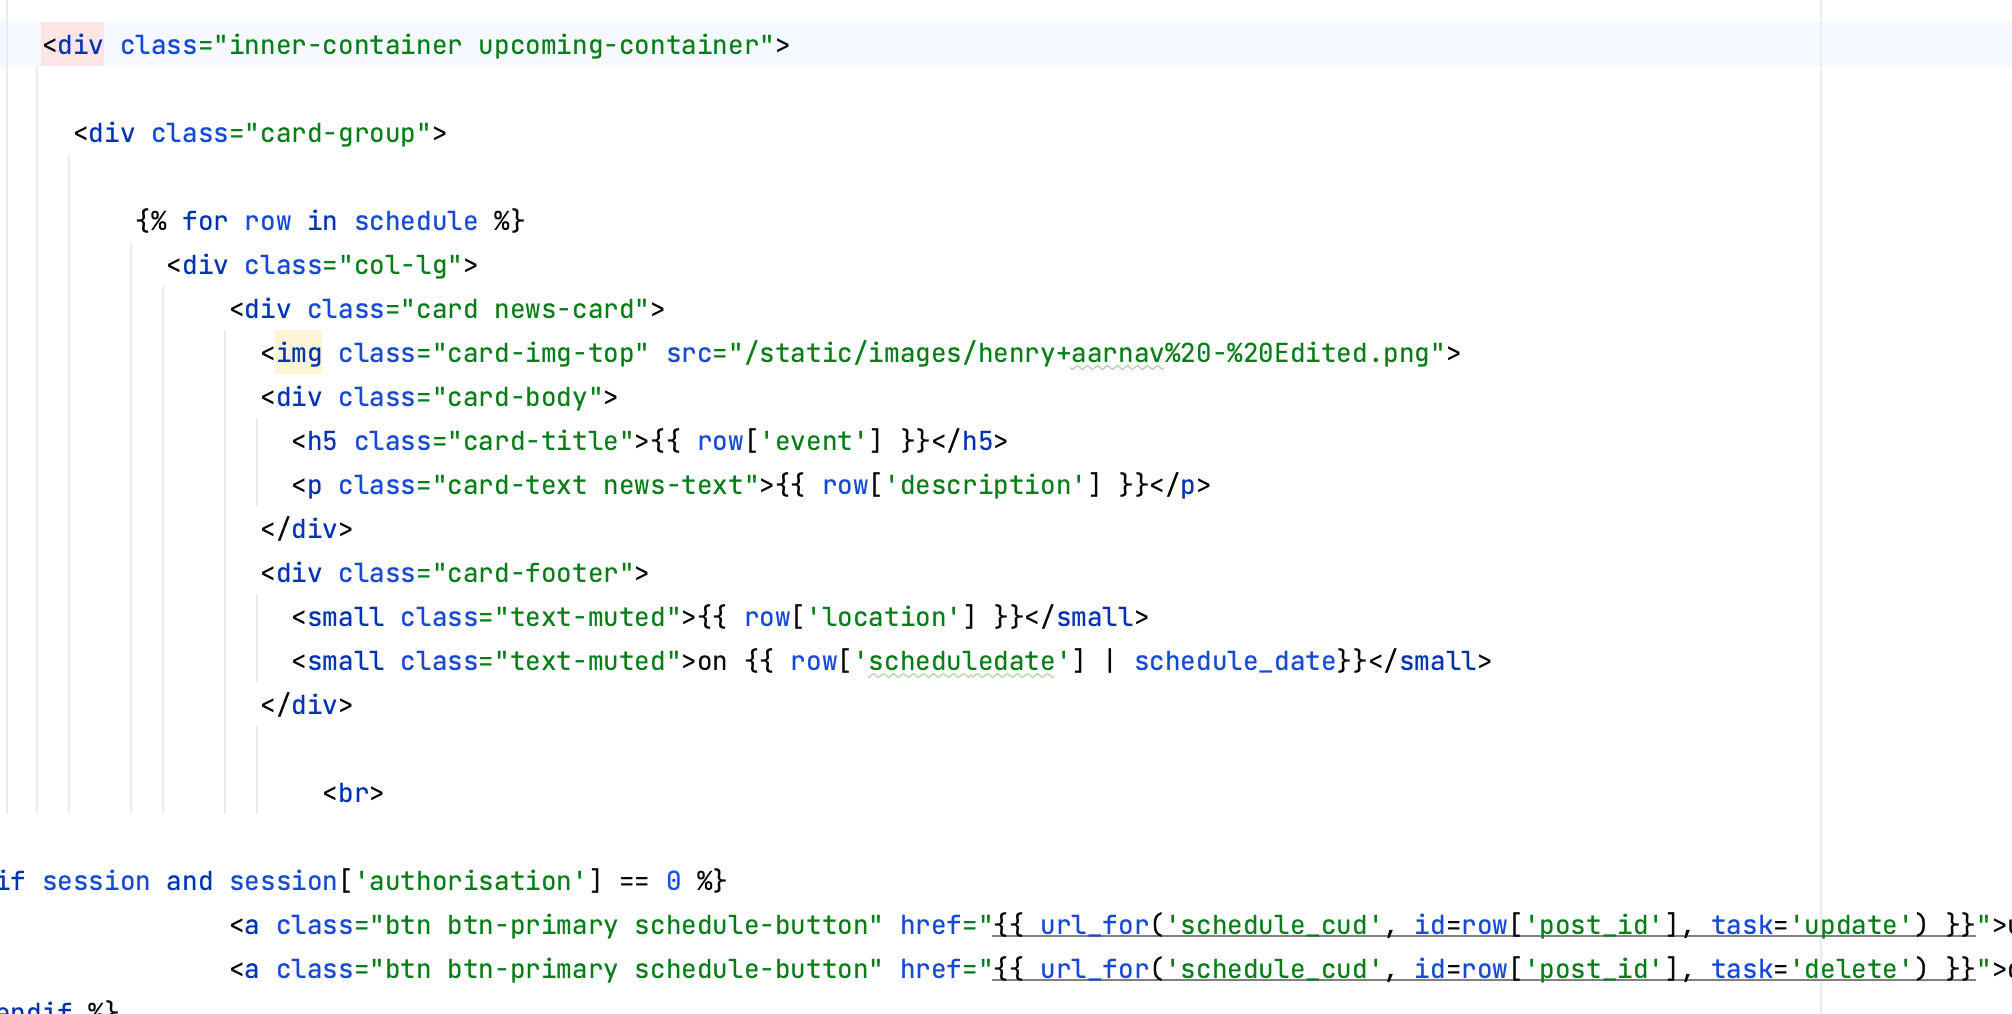 <div class="inner-container upcoming-container">
<div class="card-group">
{% for row in schedule %}
<div class="col-lg">
<div class="card news-card">
<img class="card-img-top" src="/static/images/henry+aarnav%20-%20Edited.png">
<div class="card-body">
<h5 class="card-title">{{ row['event'] }}</h5>
<p class="card-text news-text">{{ row['description'] }}</p>
</div>
<div class="card-footer">
<small class="text-muted">{{ row['location'] }}</small>
<small class="text-muted">on {{ row['scheduledate'] | schedule_date}}</small>
</div>
<br>
if session and session['authorisation'] == 0 %}
<a class="btn btn-primary schedule-button" href="{{ url_for('schedule_cud', id=row['post_id'], task='update') }}">
<a class="btn btn-primary schedule-button" href="{{ url_for('schedule_cud', id=row['post_id'], task='delete') }}">
endif %}